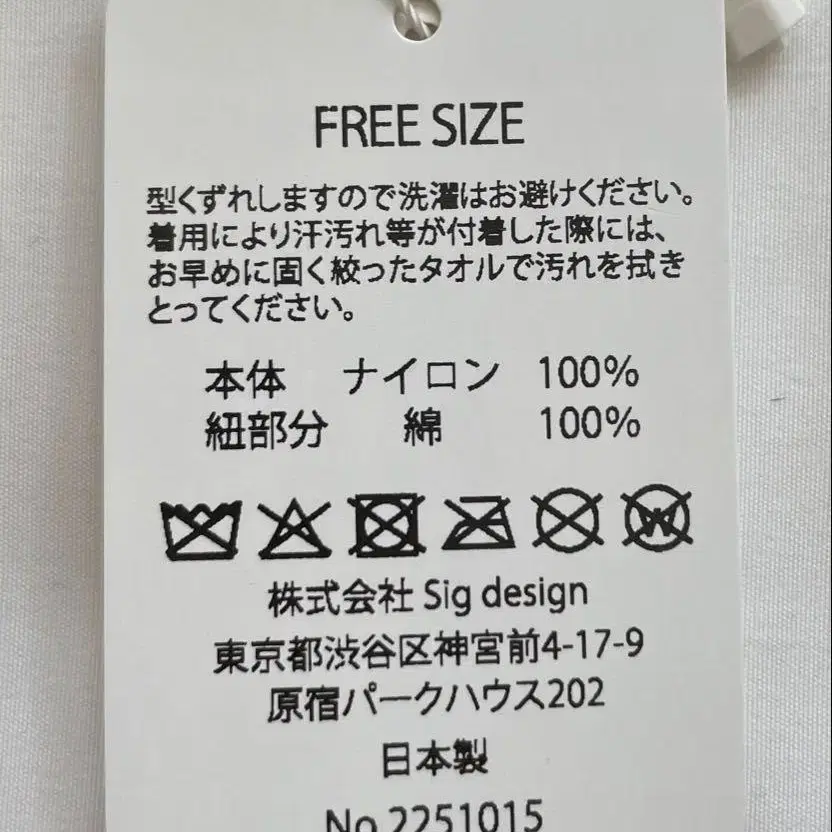 FREE SIZE
型くずれしますので洗濯はお避けください。
着用により汗汚れ等が付着した際には、
お早めに固く絞ったタオルで汚れを拭き
とってください。
本体 ナイロン 100%
紐部分 綿 100%
W
株式会社 Sig design
東京都渋谷区神宮前4-17-9
原宿パークハウス202
日本製
No.2251015